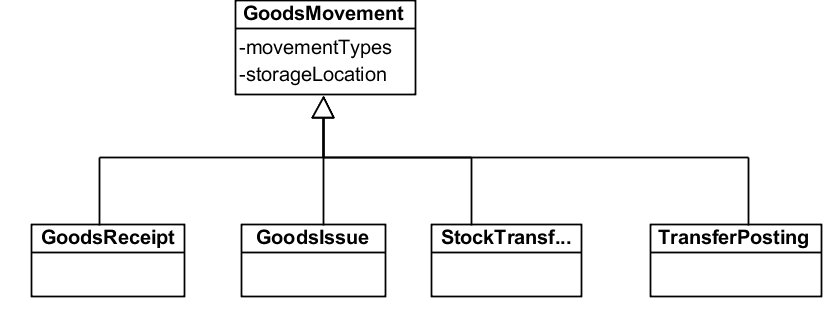 GoodsMovement
-movementTypes
-storageLocation
GoodsReceipt
GoodsIssue
StockTransf...
TransferPosting